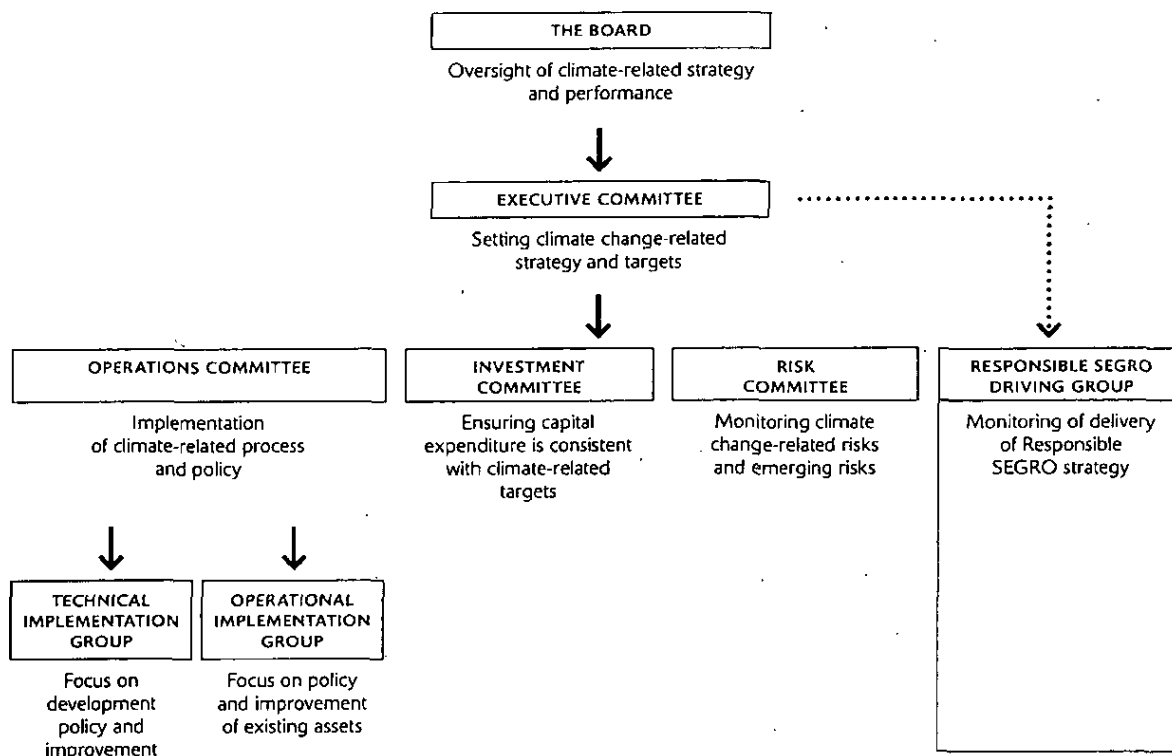 THE BOARD
Oversight of climate-related strategy
and performance
EXECUTIVE COMMITTEE
Setting climate change-related
strategy and targets
OPERATIONS COMMITTEE
Implementation
of climate-related process
and policy
INVESTMENT
COMMITTEE
Ensuring capital
expenditure is consistent
with climate-related
targets
RISK
COMMITTEE
Monitoring climate
change-related risks
and emerging risks
RESPONSIBLE SEGRO
DRIVING GROUP
Monitoring of delivery
of Responsible
SEGRO strategy
TECHNICAL
IMPLEMENTATION
GROUP
Focus on
development
policy and
improvement
OPERATIONAL
IMPLEMENTATION
GROUP
Focus on policy
and improvement
of existing assets